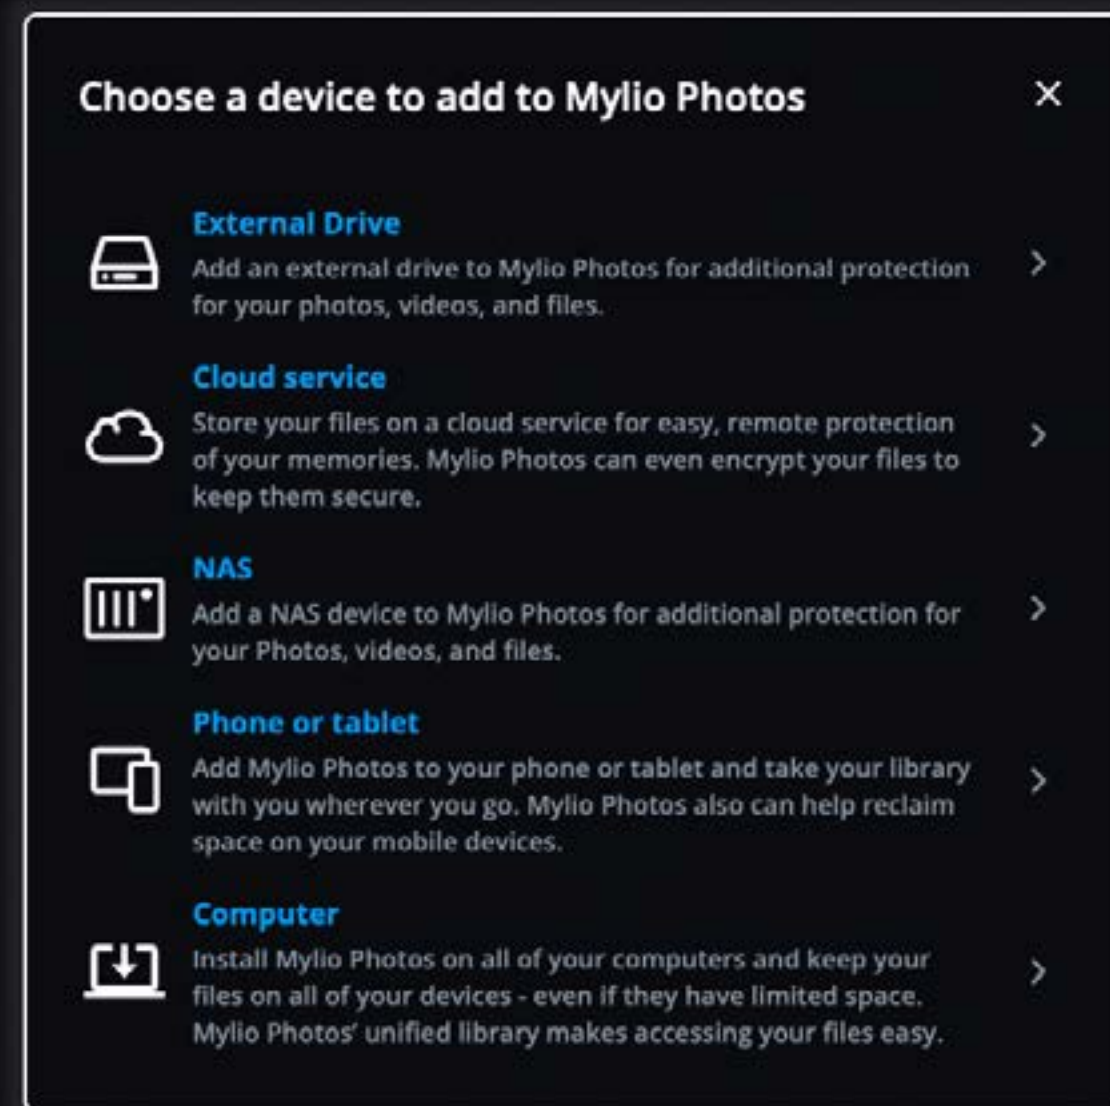 Choose a device to add to Mylio Photos
External Drive
Add an external drive to Mylio Photos for additional protection
for your photos, videos, and files.
Cloud service
Store your files on a cloud service for easy, remote protection
of your memories. Mylio Photos can even encrypt your files to
keep them secure.
NAS
Add a NAS device to Mylio Photos for additional protection for
your Photos, videos, and files.
Phone or tablet
Add Mylio Photos to your phone or tablet and take your library
with you wherever you go. Mylio Photos also can help reclaim
space on your mobile devices.
Computer
Install Mylio Photos on all of your computers and keep your
files on all of your devices - even if they have limited space.
Mylio Photos’ unified library makes accessing your files easy.